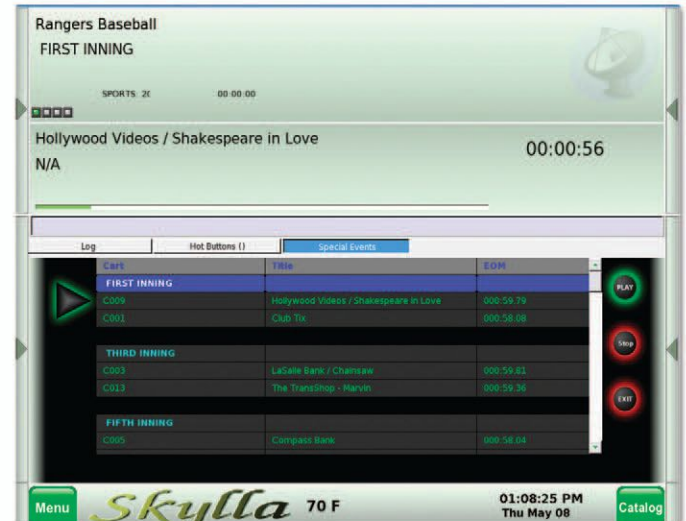 Rangers Baseball
FIRST INNING
SPORTS: 20 00:00:00
Hollywood Videos / Shakespeare in Love 00:00:56
N/A
Log Hot Buttons () Special Events
Cart Title EOM
FIRST INNING
C009 Hollywood Videos / Shakespeare in Love 000:59.79
C001 Club Tix 000:58.08
THIRD INNING
C003 LaSalle Bank / Chainsaw 000:59.81
C013 The TransShop - Marvin 000:59.36
FIFTH INNING
C005 Compass Bank 000:58.04
PLAY
Stop
EXIT
Menu Skylla 70 F 01:08:25 PM Catalog
Thu May 08